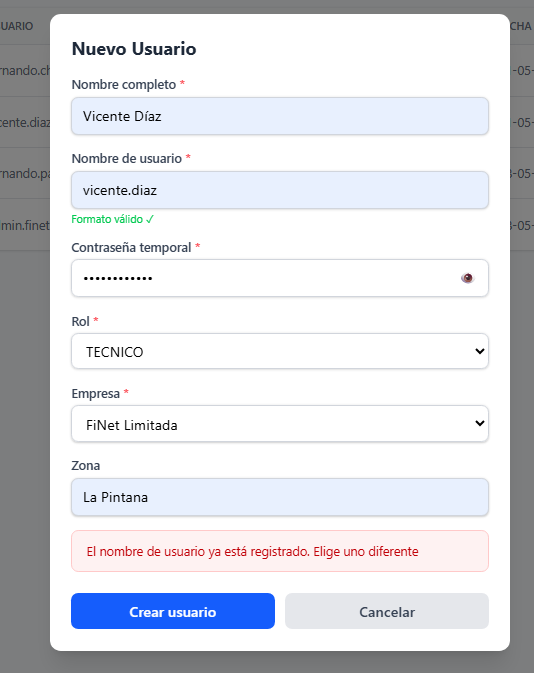 Nuevo Usuario
UARIO
CHA
Nombre completo *
Vicente Díaz
Nombre de usuario *
vicente.diaz
Formato válido ✓
Contraseña temporal *
••••••••••••
Rol *
TECNICO
Empresa *
FiNet Limitada
Zona
La Pintana
El nombre de usuario ya está registrado. Elige uno diferente
Crear usuario
Cancelar
rnando.ch
-05-
cente.diaz
-05-
rnando.pa
3-05-
lmin.finet
3-05-